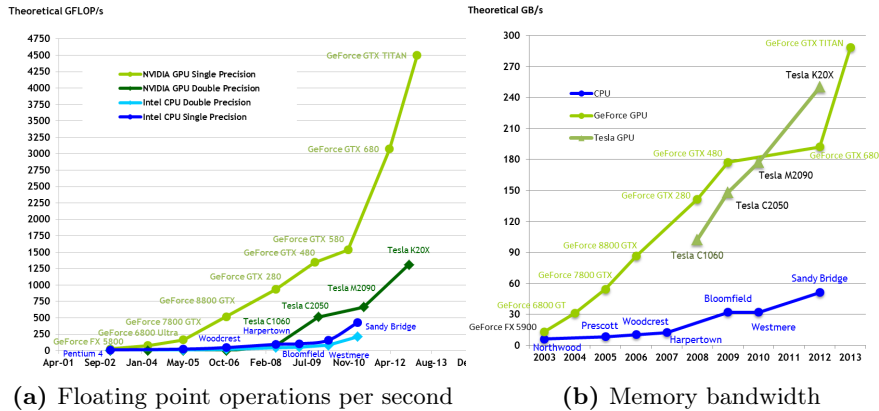 Theoretical GFLOP/s
4750
4500
4250
4000
3750
3500
3250
3000
2750
2500
2250
2000
1750
1500
1250
1000
750
500
250
0
NVIDIA GPU Single Precision
NVIDIA GPU Double Precision
Intel CPU Double Precision
Intel CPU Single Precision
GeForce GTX TITAN
GeForce GTX 680
GeForce GTX 580
GeForce GTX 480
GeForce GTX 280
GeForce 8800 GTX
GeForce 7800 GTX
GeForce 6800 Ultra
GeForce FX 5800
Tesla K20X
Tesla M2090
Tesla C2050
Tesla C1060
Harpertown
Woodcrest
Pentium 4
Sandy Bridge
Bloomfield
Westmere
Apr-01 Sep-02 Jan-04 May-05 Oct-06 Feb-08 Jul-09 Nov-10 Apr-12 Aug-13
(a) Floating point operations per second
Theoretical GB/s
300
270
240
210
180
150
120
90
60
30
0
CPU
GeForce GPU
Tesla GPU
GeForce GTX TITAN
Tesla K20X
GeForce GTX 480
GeForce GTX 680
Tesla M2090
GeForce GTX 280
Tesla C2050
GeForce 8800 GTX
Tesla C1060
GeForce 7800 GTX
Sandy Bridge
GeForce 6800 GT
Bloomfield
GeForce FX 5900
Prescott
Woodcrest
Westmere
Northwood
Harpertown
2003 2004 2005 2006 2007 2008 2009 2010 2011 2012 2013
(b) Memory bandwidth